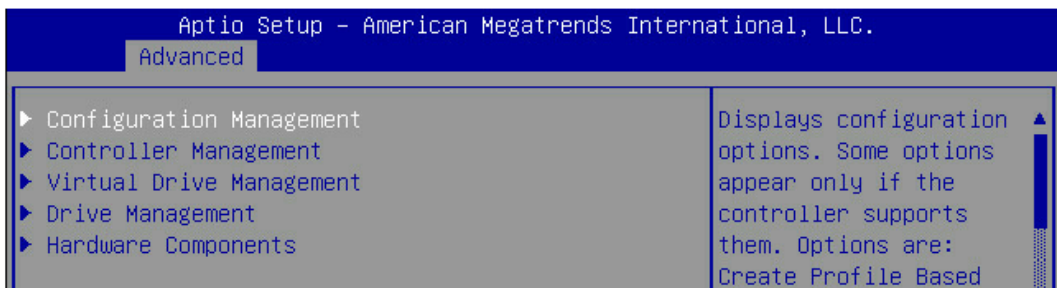 Aptio Setup – American Megatrends International, LLC.
Advanced
Configuration Management
Controller Management
Virtual Drive Management
Drive Management
Hardware Components
Displays configuration
options. Some options
appear only if the
controller supports
them. Options are:
Create Profile Based